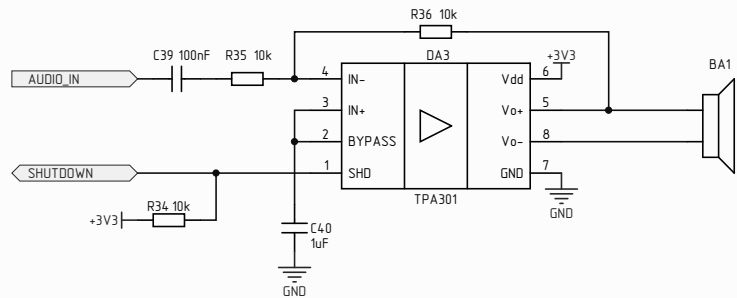 R36 10k
C39 100nF R35 10k
DA3
+3V3
BA1
AUDIO_IN
4 IN- Vdd 6
3 IN+ Vo+ 5
2 BYPASS Vo- 8
SHUTDOWN
1 SHD GND 7
TPA301
GND
R34 10k
+3V3
C40
1uF
GND